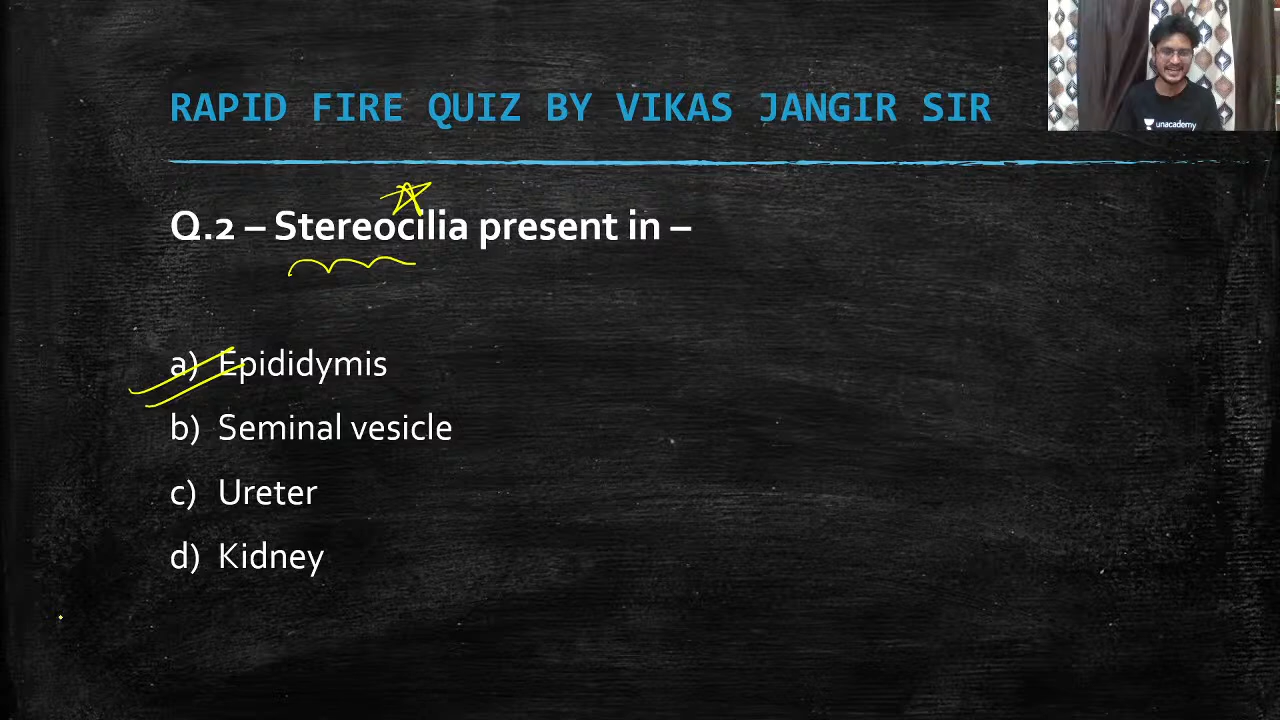 RAPID FIRE QUIZ BY VIKAS JANGIR SIR
unacademy
Q.2 – Stereocilia present in –
a) Epididymis
b) Seminal vesicle
c) Ureter
d) Kidney